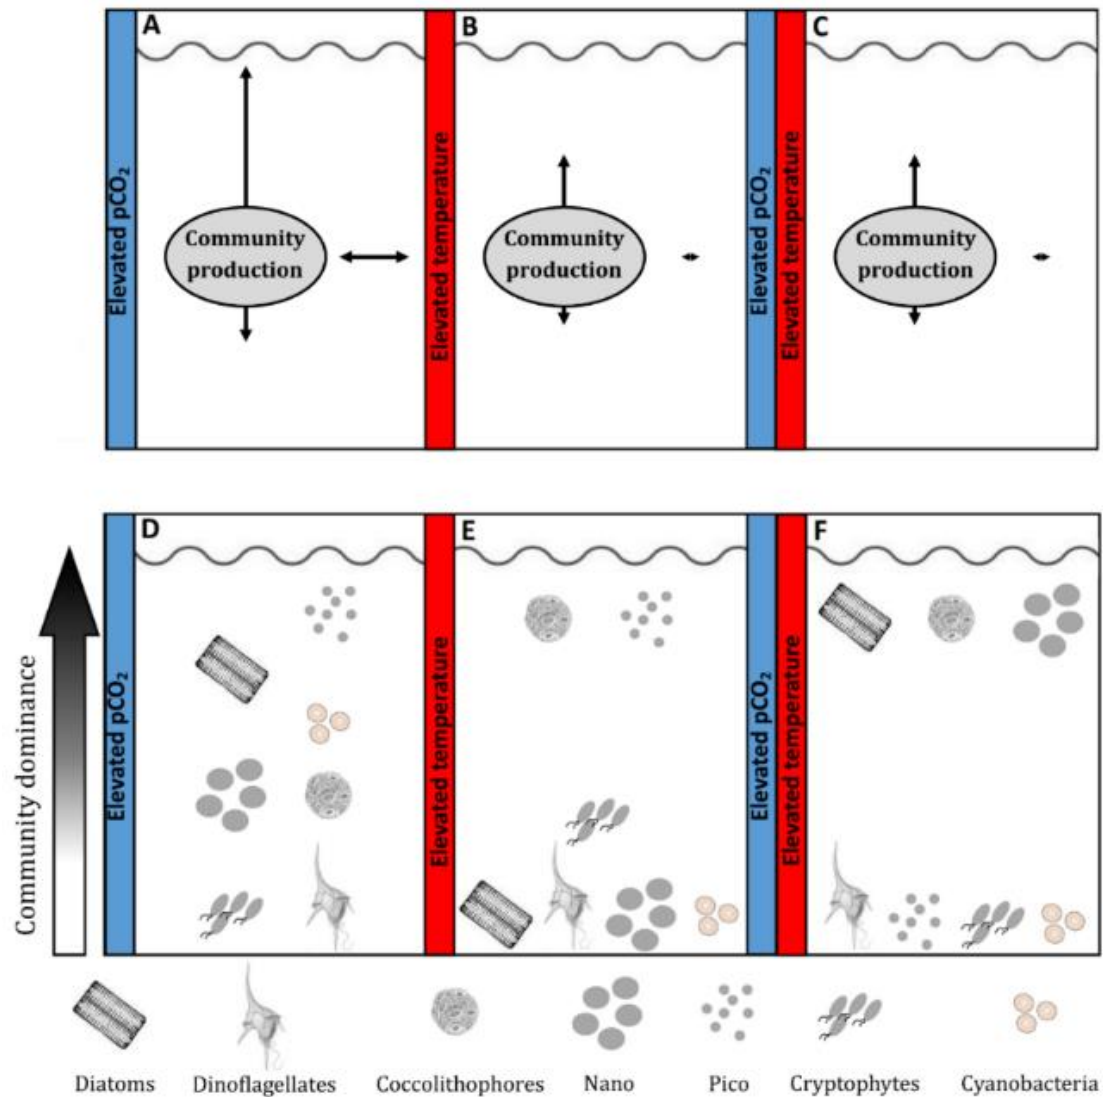 A
B
C
Elevated pCO₂
Community
production
Elevated temperature
Community
production
Elevated pCO₂
Elevated temperature
Community
production
D
E
F
Community dominance
Elevated pCO₂
Elevated temperature
Elevated pCO₂
Elevated temperature
Diatoms
Dinoflagellates
Coccolithophores
Nano
Pico
Cryptophytes
Cyanobacteria